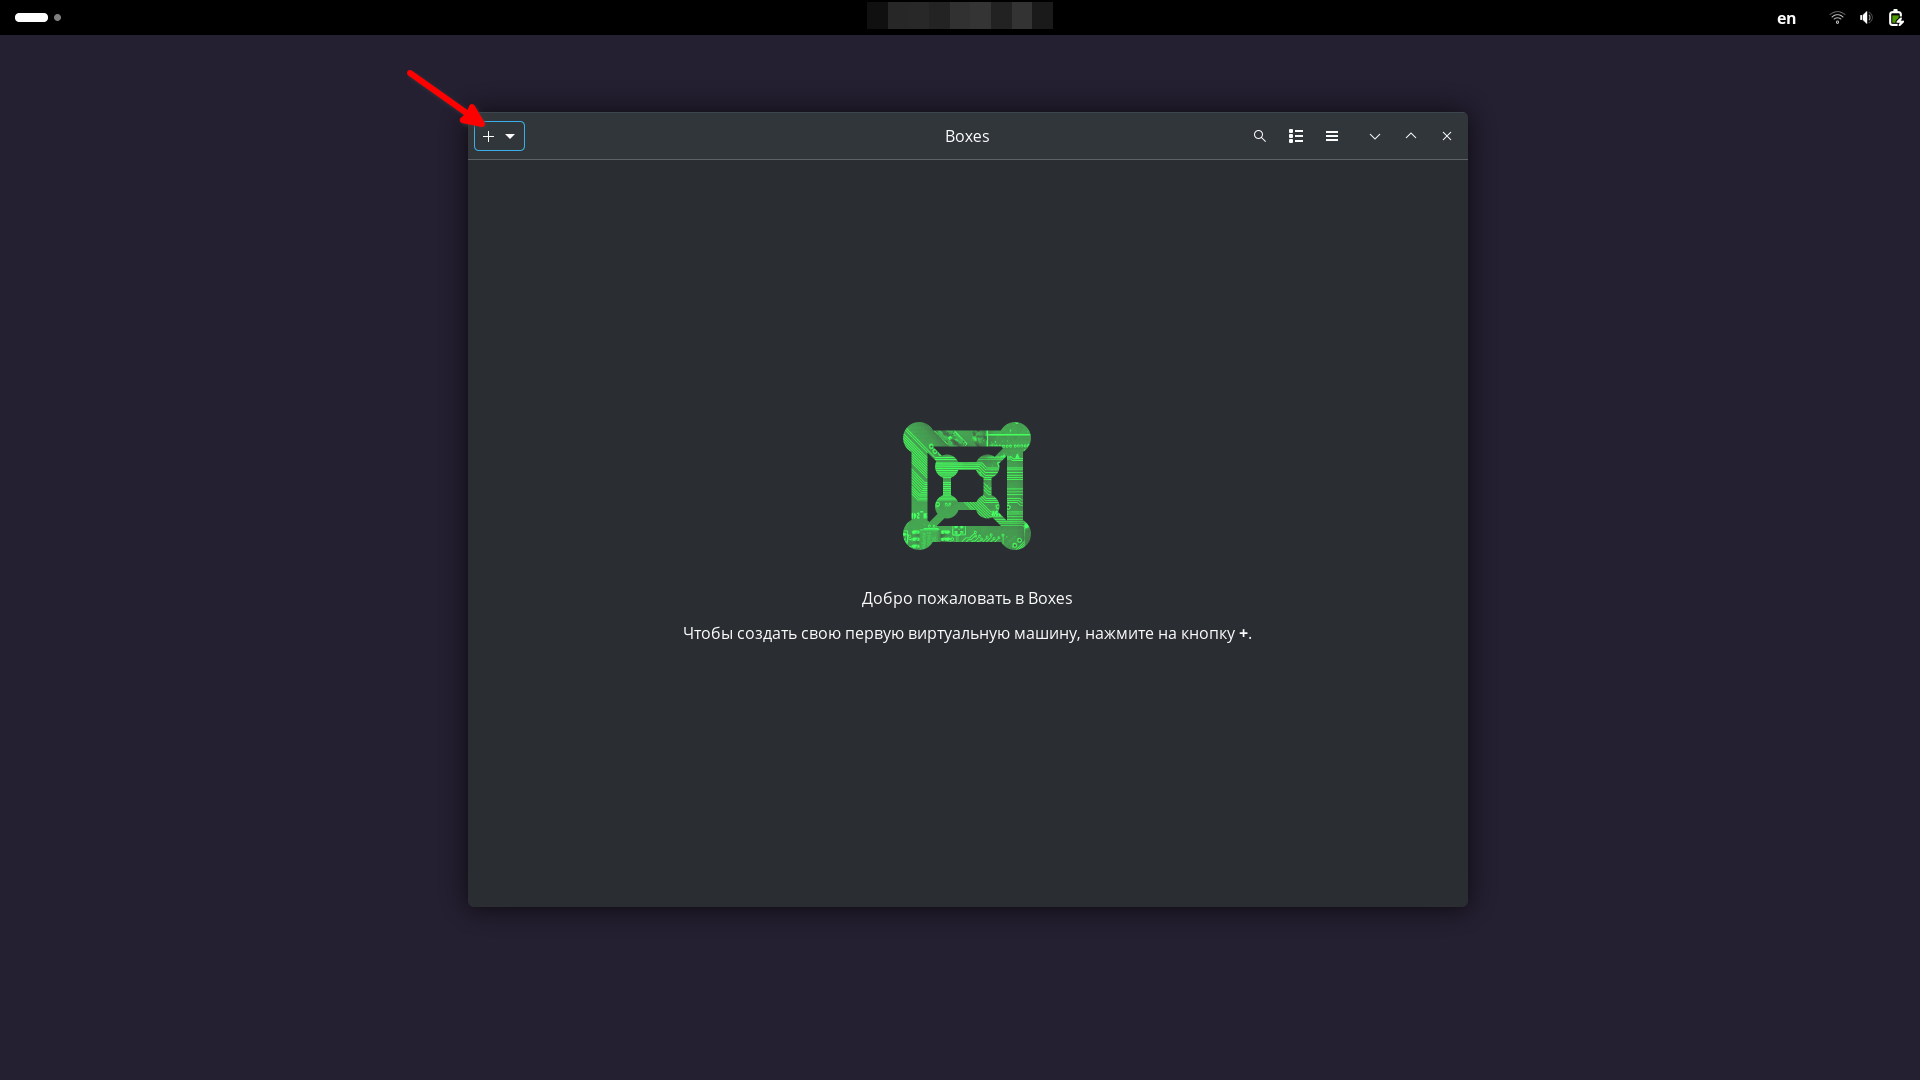 en
Boxes
Добро пожаловать в Boxes
Чтобы создать свою первую виртуальную машину, нажмите на кнопку +.